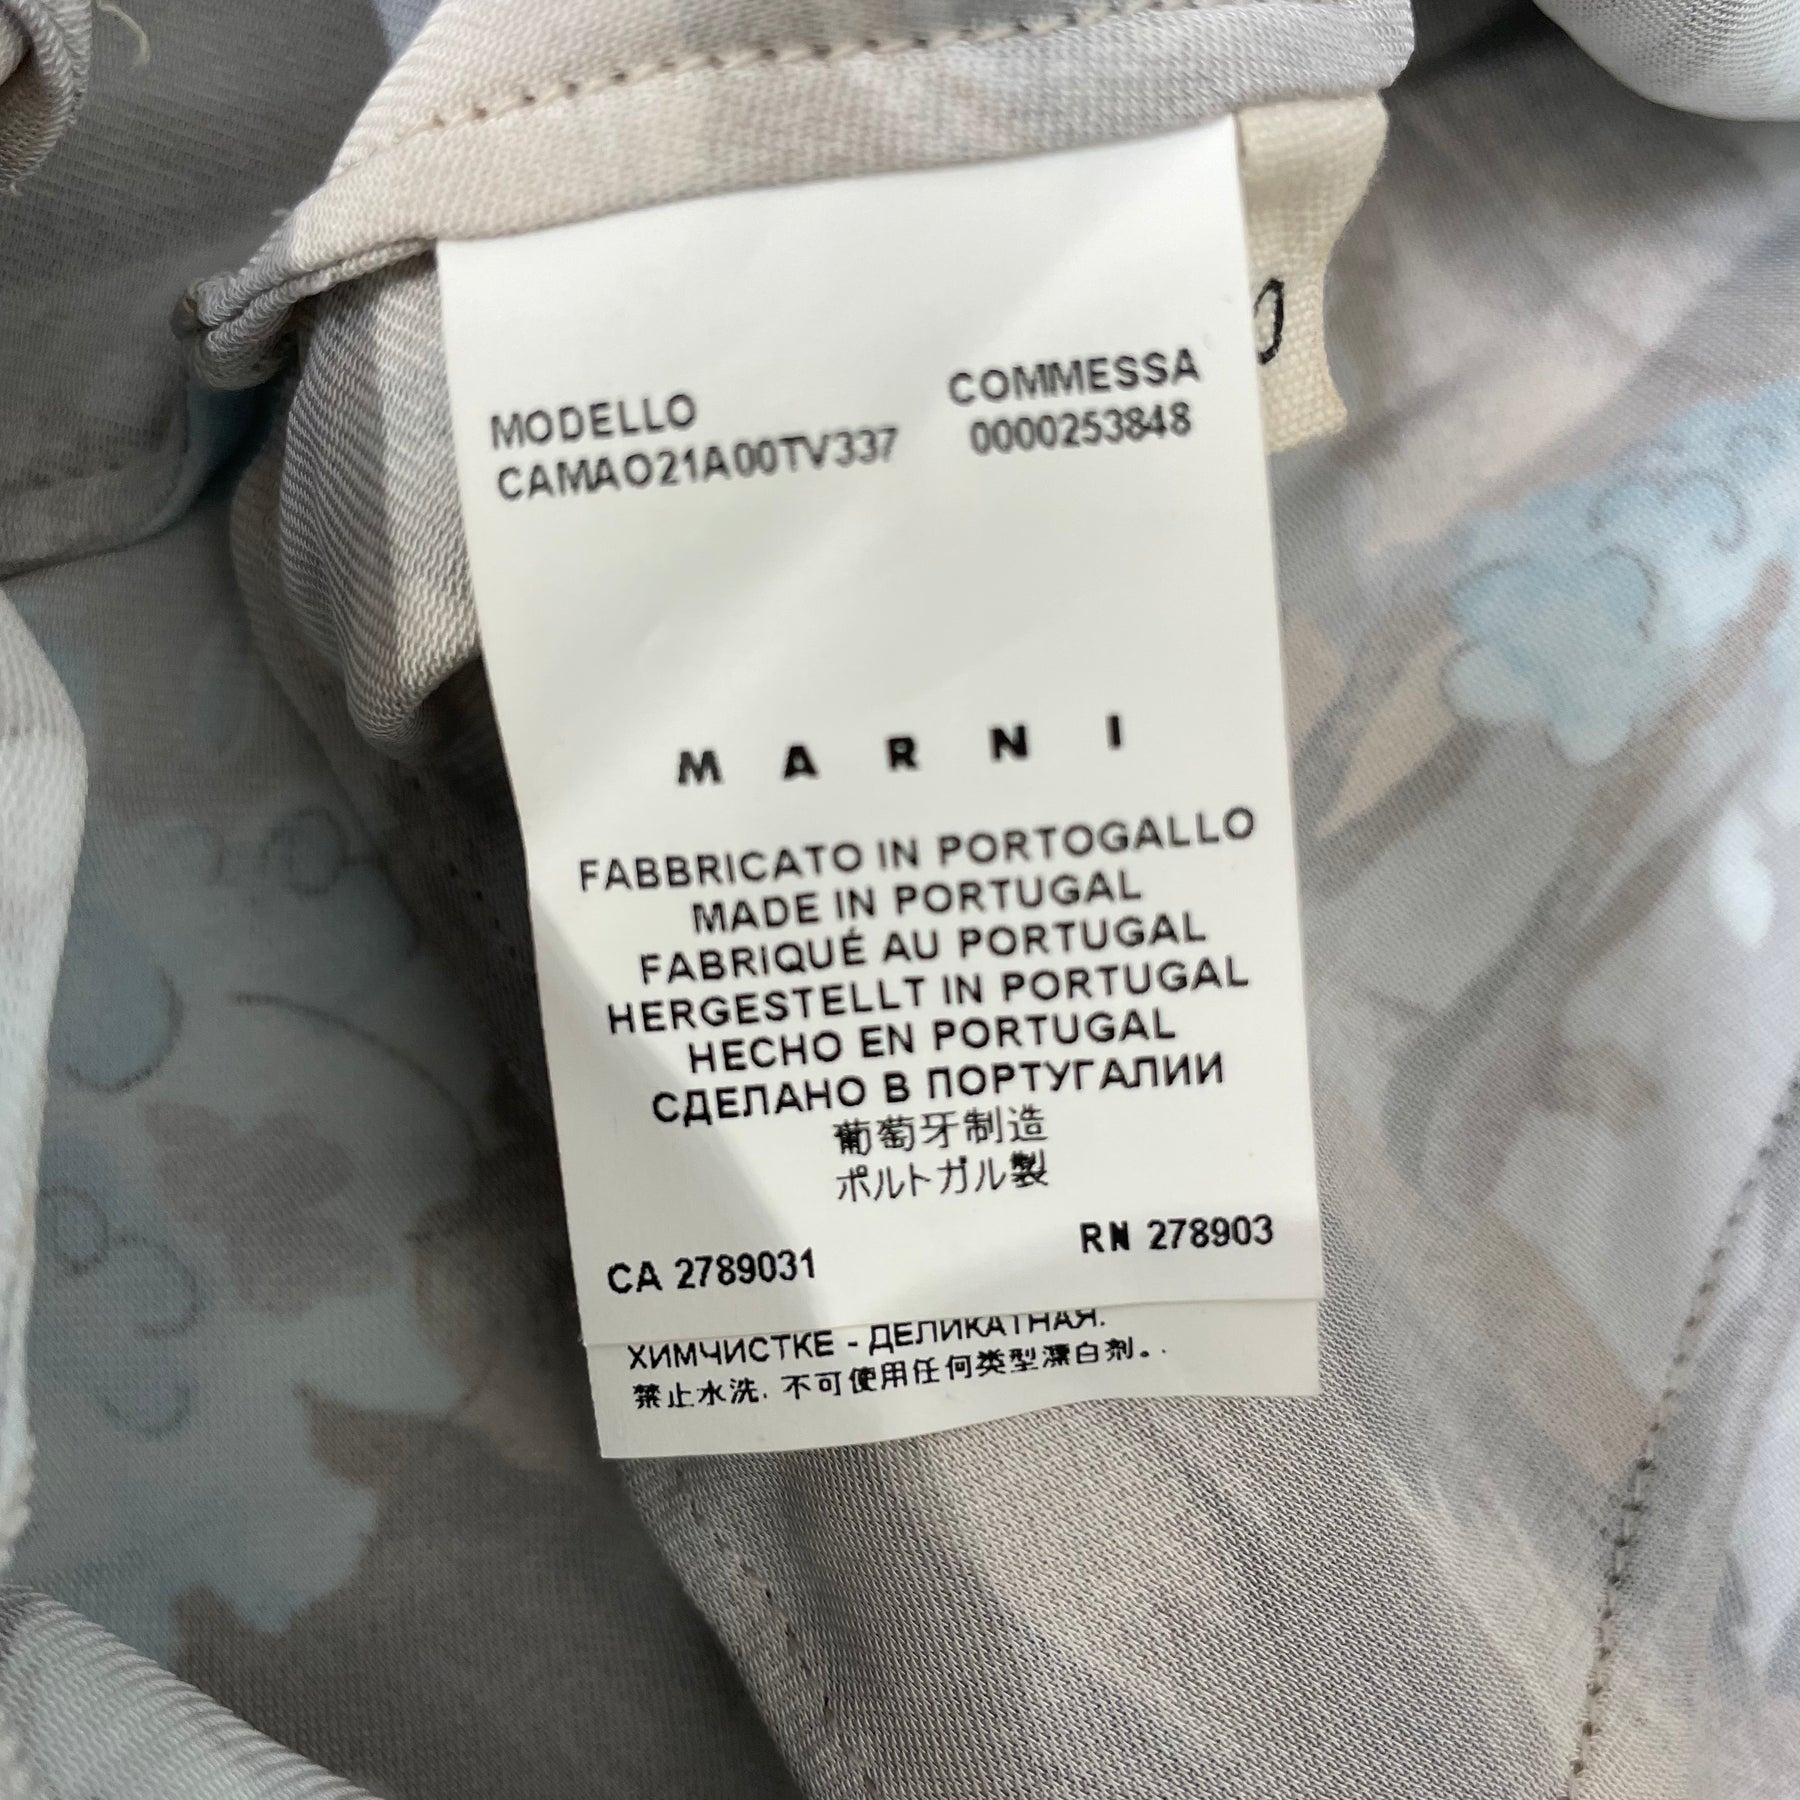 MODELLO
CAMAO21A00TV337
COMMESSA
0000253848
0
MARNI
FABBRICATO IN PORTOGALLO
MADE IN PORTUGAL
FABRIQUÉ AU PORTUGAL
HERGESTELLT IN PORTUGAL
HECHO EN PORTUGAL
СДЕЛАНО В ПОРТУГАЛИИ
葡萄牙制造
ポルトガル製
CA 2789031
RN 278903
ХИМЧИСТКЕ - ДЕЛИКАТНАЯ.
禁止水洗. 不可使用任何类型漂白剂。.